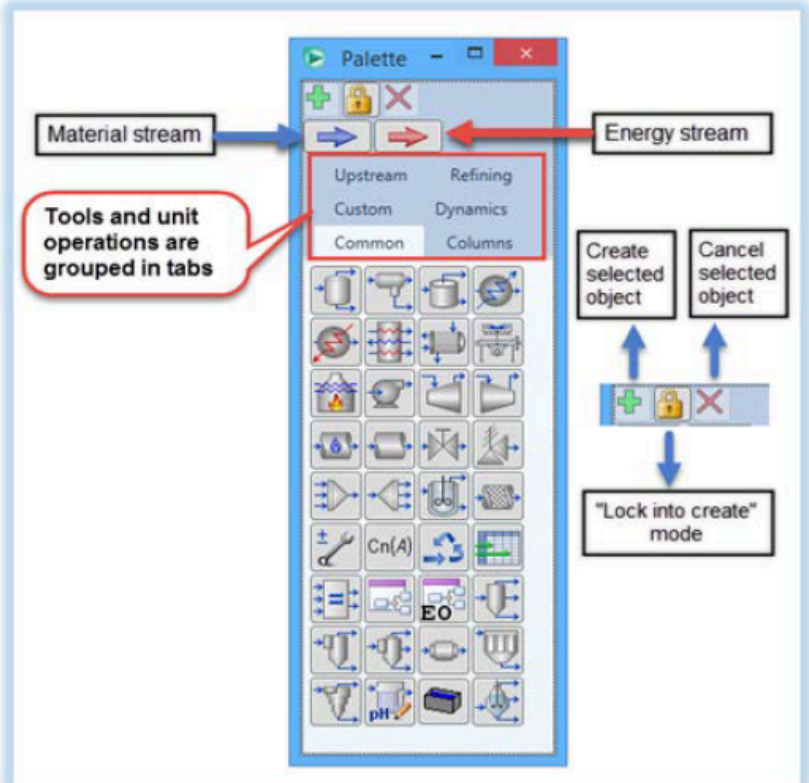 Palette
Material stream
Energy stream
Upstream Refining
Custom Dynamics
Common Columns
Tools and unit
operations are
grouped in tabs
Create
selected
object
Cancel
selected
object
"Lock into create"
mode
±
Cn(A)
EO
pH